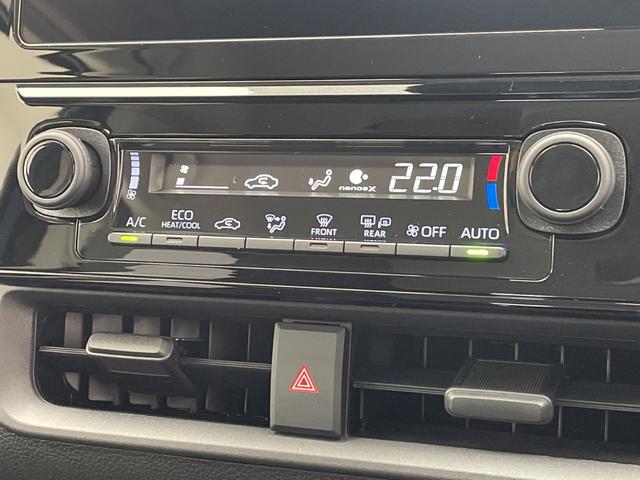 nanoeX
22.0
A/C
ECO
HEAT/COOL
FRONT
REAR
OFF
AUTO